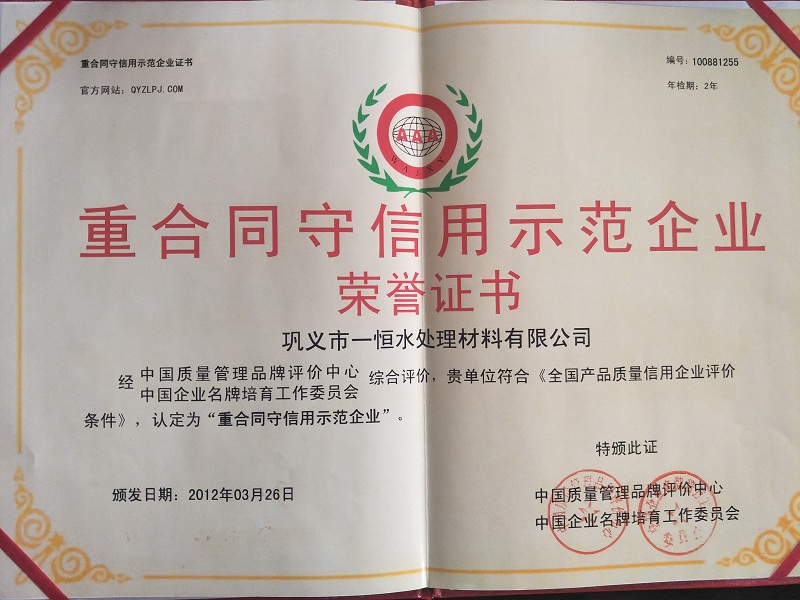 重合同守信用示范企业证书
编号：100881255
官方网站：QYZLPJ.COM
年检期：2年
AAA
重合同守信用示范企业
荣誉证书
巩义市一恒水处理材料有限公司
经 中国质量管理品牌评价中心 综合评价，贵单位符合《全国产品质量信用企业评价
中国企业名牌培育工作委员会
条件》，认定为“重合同守信用示范企业”。
特颁此证
颁发日期：2012年03月26日
中国质量管理品牌评价中心
中国企业名牌培育工作委员会